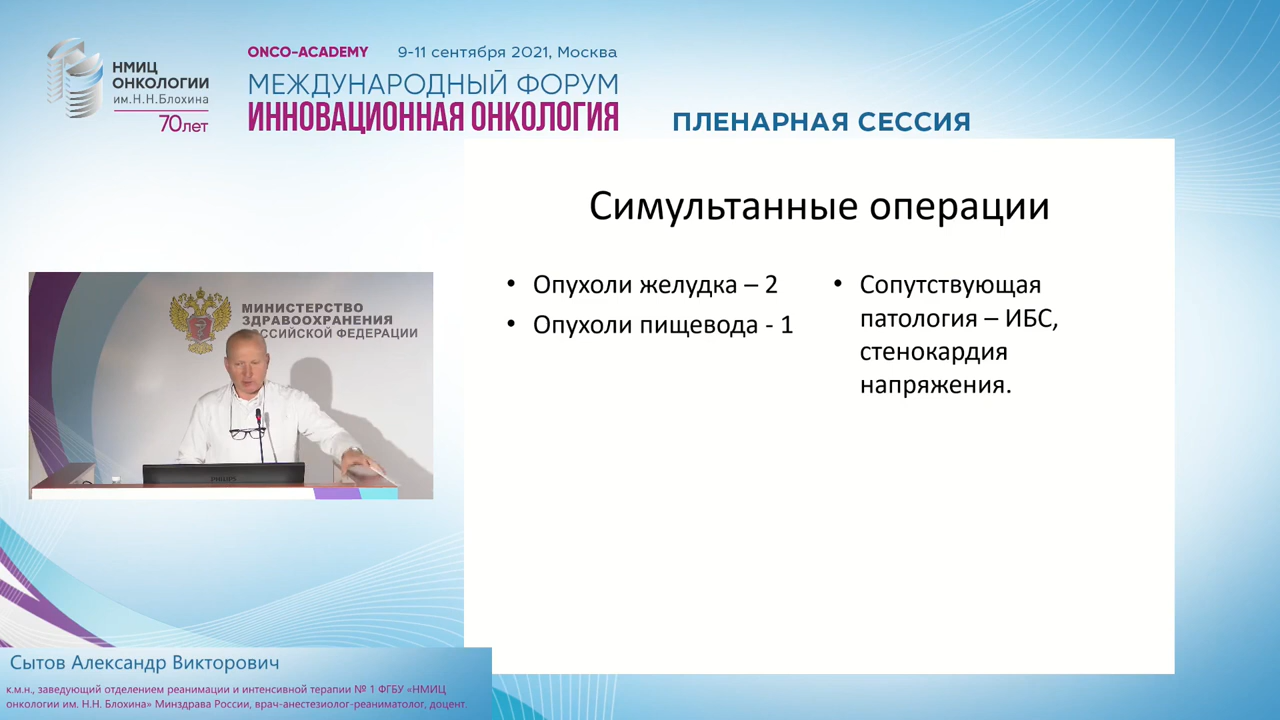 НМИЦ
ОНКОЛОГИИ
им.Н.Н.Блохина
70лет
ONCO-ACADEMY 9-11 сентября 2021, Москва
МЕЖДУНАРОДНЫЙ ФОРУМ
ИННОВАЦИОННАЯ ОНКОЛОГИЯ
ПЛЕНАРНАЯ СЕССИЯ
Симультанные операции
• Опухоли желудка – 2
• Опухоли пищевода - 1
• Сопутствующая
патология – ИБС,
стенокардия
напряжения.
МИНИСТЕРСТВО
ЗДРАВООХРАНЕНИЯ
РОССИЙСКОЙ ФЕДЕРАЦИИ
PHILIPS
Сытов Александр Викторович
к.м.н., заведующий отделением реанимации и интенсивной терапии № 1 ФГБУ «НМИЦ
онкологии им. Н.Н. Блохина» Минздрава России, врач-анестезиолог-реаниматолог, доцент.